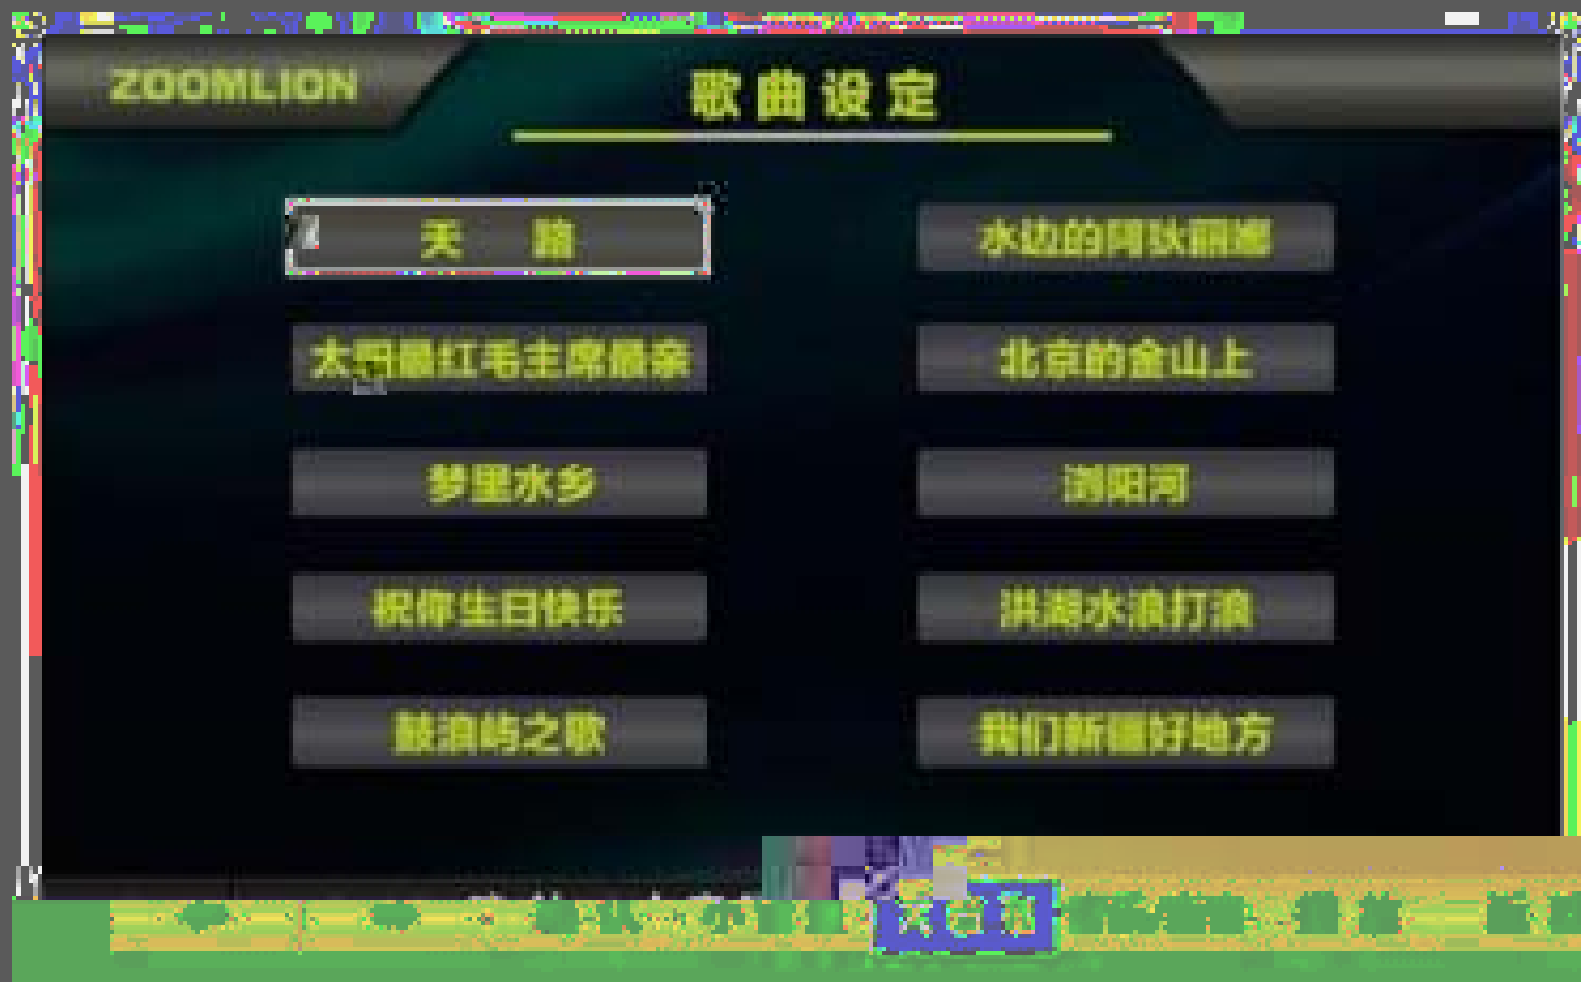 ZOOMLION
歌曲设定
天 路
水边的阿狄丽娜
太阳最红毛主席最亲
北京的金山上
梦里水乡
浏阳河
祝你生日快乐
洪湖水浪打浪
鼓浪屿之歌
我们新疆好地方